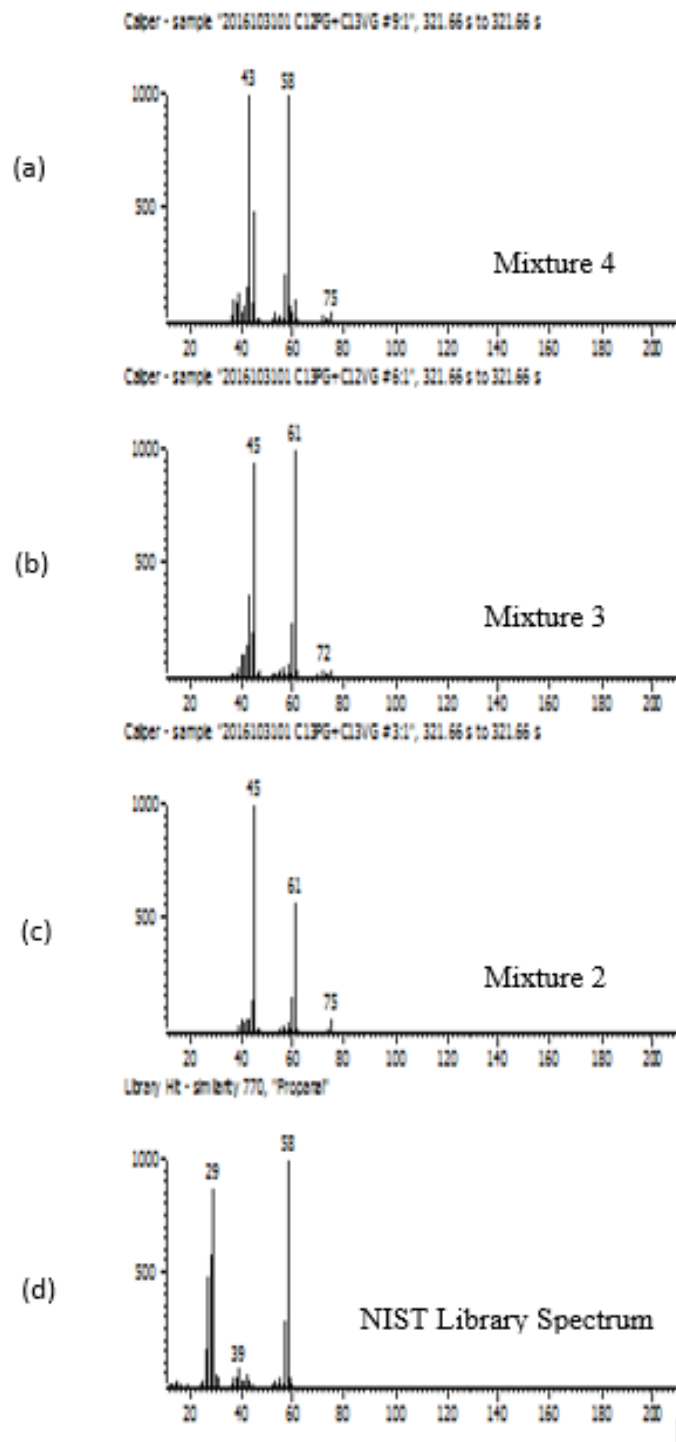 Caliper - sample "2016103101 C12PG+C13VG #9:1", 321.66 s to 321.66 s
(a)
1000
500
43
58
75
Mixture 4
20 40 60 80 100 120 140 160 180 200
Caliper - sample "2016103101 C13PG+C12VG #6:1", 321.66 s to 321.66 s
(b)
1000
500
45
61
72
Mixture 3
20 40 60 80 100 120 140 160 180 200
Caliper - sample "2016103101 C13PG+C13VG #3:1", 321.66 s to 321.66 s
(c)
1000
500
45
61
75
Mixture 2
20 40 60 80 100 120 140 160 180 200
Library Hit - similarity 770, "Propanal"
(d)
1000
500
29
58
39
NIST Library Spectrum
20 40 60 80 100 120 140 160 180 200